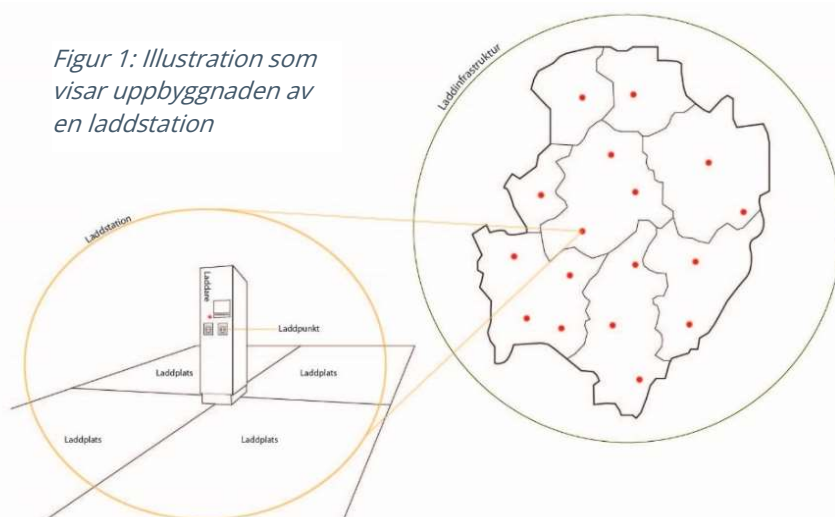 Figur 1: Illustration som
visar uppbyggnaden av
en laddstation
Laddinfrastruktur
Laddstation
Laddare
Laddpunkt
Laddplats
Laddplats
Laddplats
Laddplats